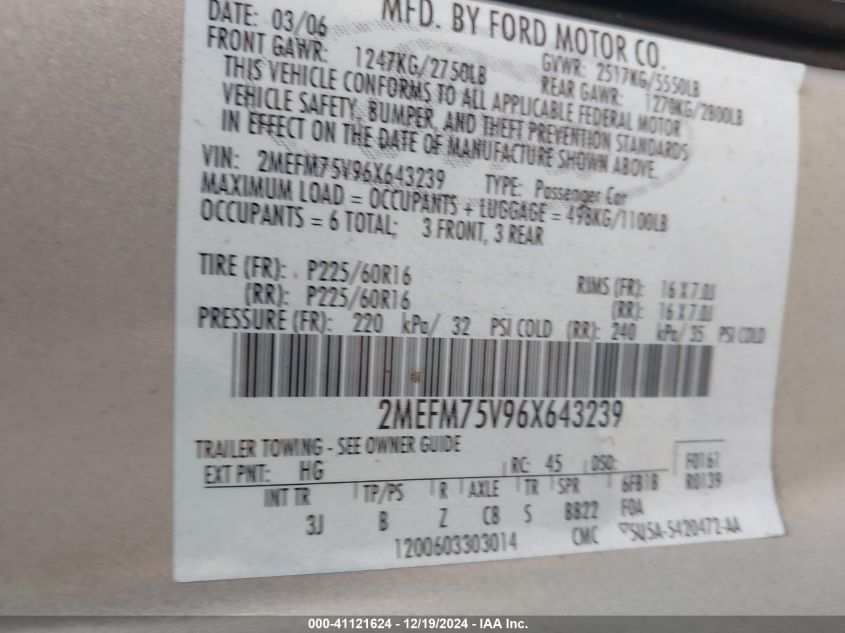 DATE: 03/06 MFD. BY FORD MOTOR CO.
FRONT GAWR: 1247KG/2750LB GVWR: 2517KG/5550LB
REAR GAWR: 1270KG/2800LB
THIS VEHICLE CONFORMS TO ALL APPLICABLE FEDERAL MOTOR
VEHICLE SAFETY, BUMPER, AND THEFT PREVENTION STANDARDS
IN EFFECT ON THE DATE OF MANUFACTURE SHOWN ABOVE.
VIN: 2MEFM75V96X643239 TYPE: Passenger Car
MAXIMUM LOAD = OCCUPANTS + LUGGAGE = 498KG/1100LB
OCCUPANTS = 6 TOTAL; 3 FRONT, 3 REAR
TIRE (FR): P225/60R16 RIMS (FR): 16 X 7.0J
(RR): P225/60R16 (RR): 16 X 7.0J
PRESSURE (FR): 220 kPa/ 32 PSI COLD (RR): 240 kPa/ 35 PSI COLD
2MEFM75V96X643239
TRAILER TOWING - SEE OWNER GUIDE
EXT PNT: HG RC: 45 DSO: F0161
INT TR TP/PS R AXLE TR SPR 6FB1B R0139
3J B Z C8 S BB22 FOA
1200603303014 CMC 5U5A-5420472-AA
000-41121624 - 12/19/2024 - IAA Inc.